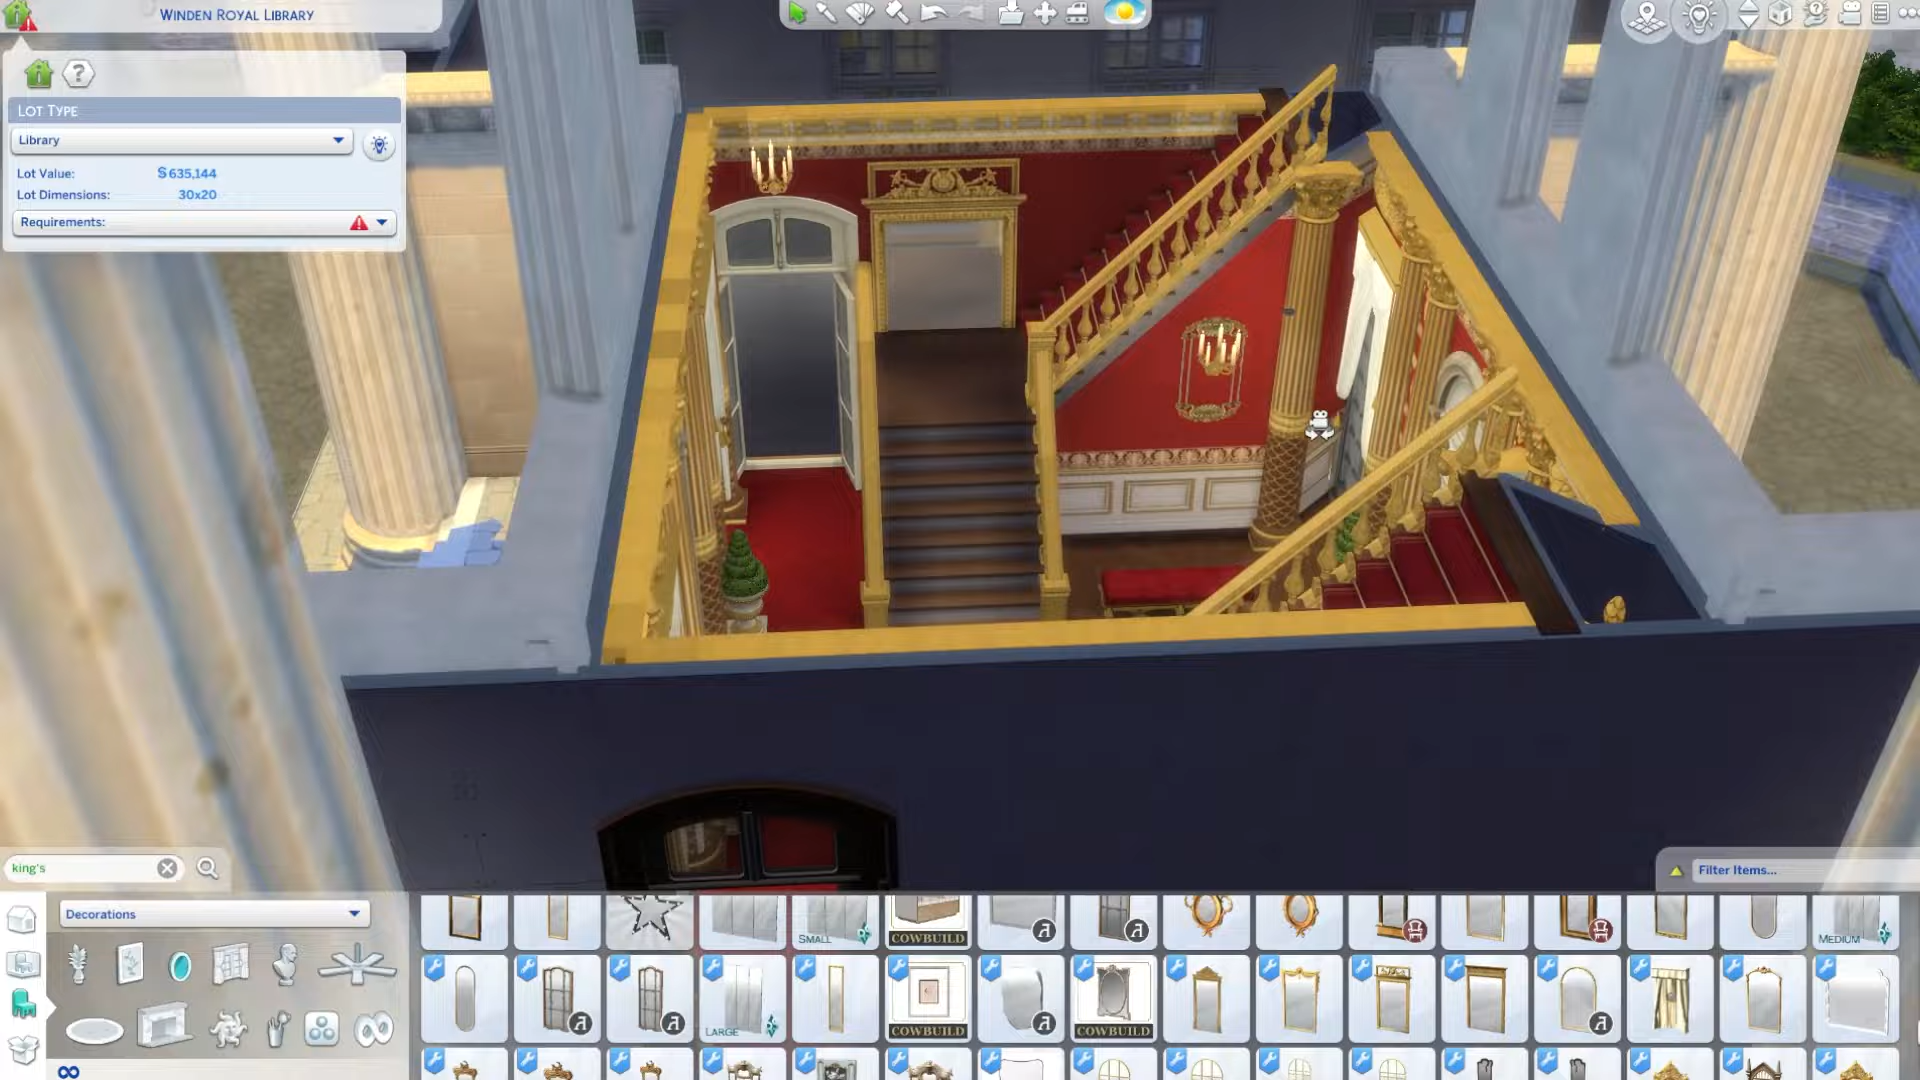 WINDEN ROYAL LIBRARY
?
LOT TYPE
Library
Lot Value: §635,144
Lot Dimensions: 30x20
Requirements:
king's
Filter Items...
Decorations
SMALL
COWBUILD
MEDIUM
LARGE
COWBUILD
COWBUILD